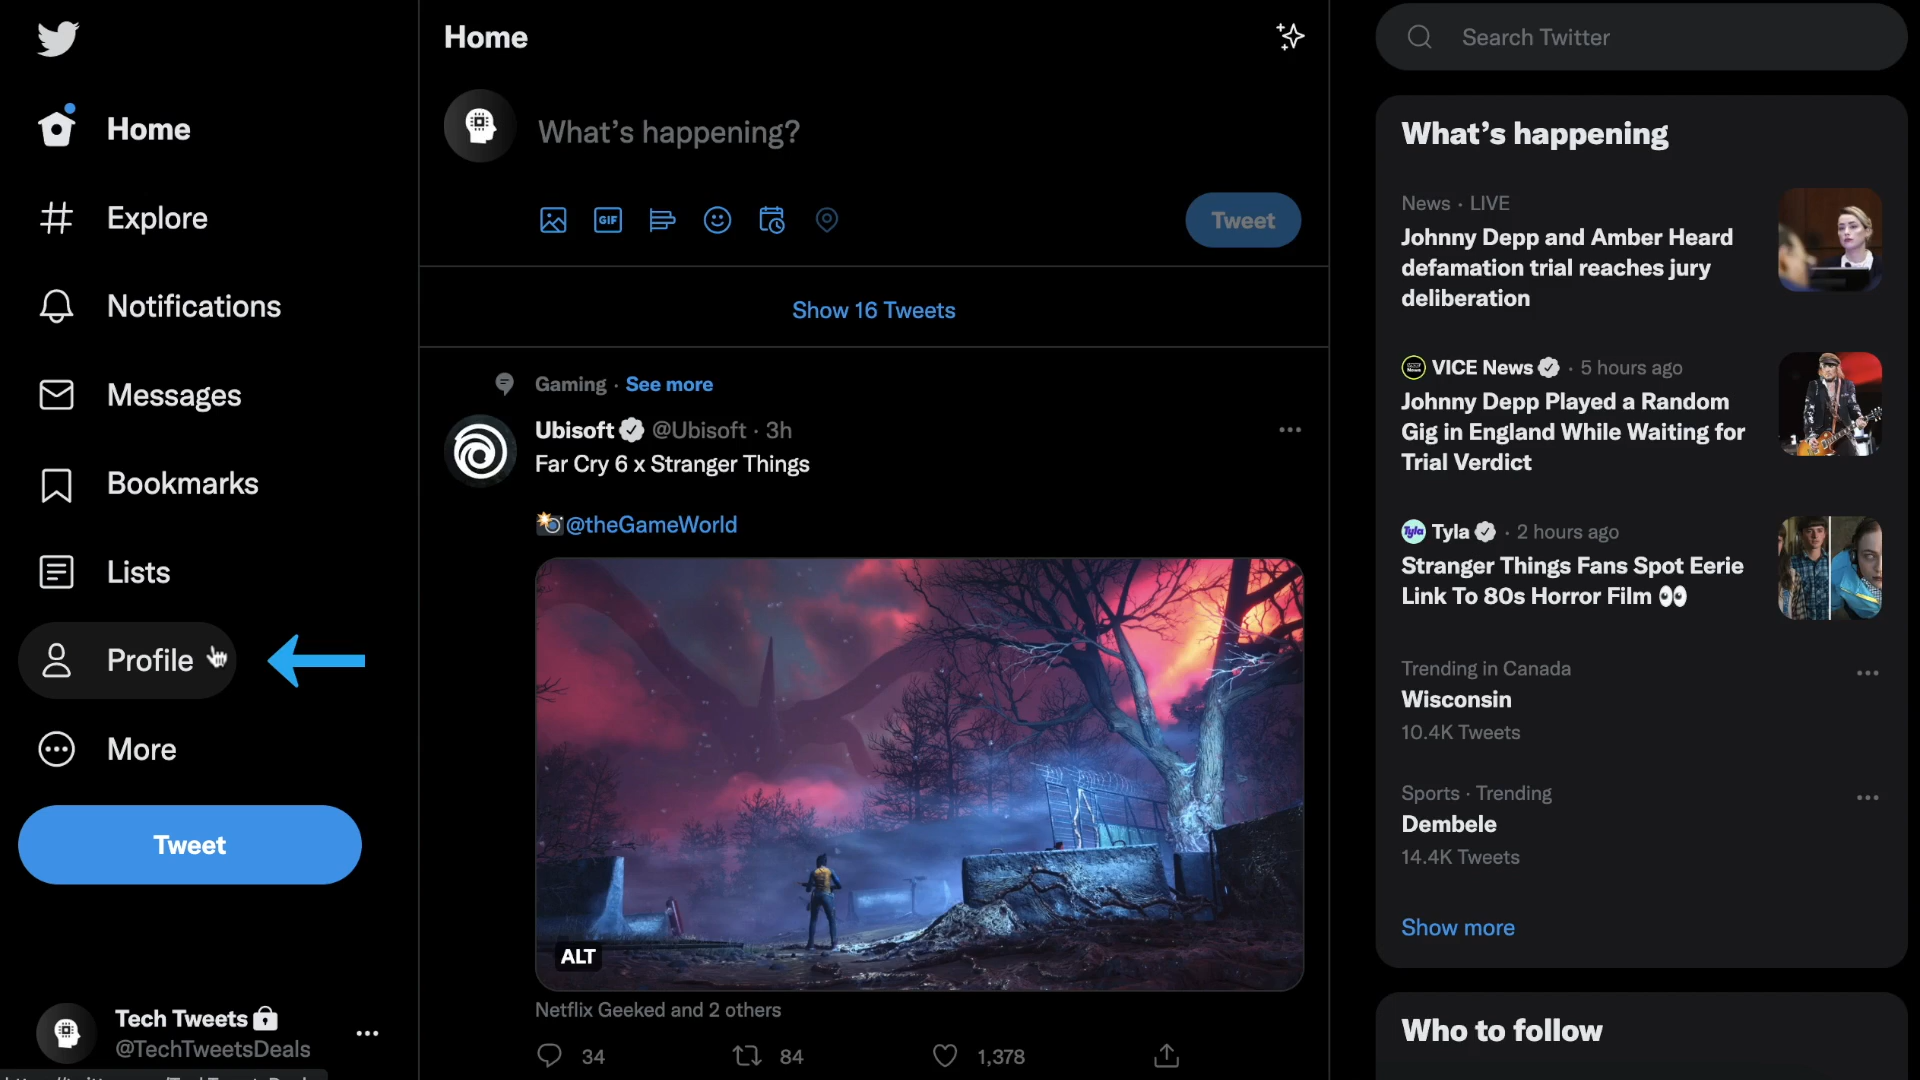 Home
Explore
Notifications
Messages
Bookmarks
Lists
Profile
More
Tweet
Tech Tweets
@TechTweetsDeals
Home
What's happening?
GIF
Tweet
Show 16 Tweets
Gaming · See more
Ubisoft @Ubisoft · 3h
Far Cry 6 x Stranger Things
@theGameWorld
ALT
Netflix Geeked and 2 others
34 84 1,378
Search Twitter
What's happening
News · LIVE
Johnny Depp and Amber Heard
defamation trial reaches jury
deliberation
VICE News · 5 hours ago
Johnny Depp Played a Random
Gig in England While Waiting for
Trial Verdict
Tyla Tyla · 2 hours ago
Stranger Things Fans Spot Eerie
Link To 80s Horror Film 👀
Trending in Canada
Wisconsin
10.4K Tweets
Sports · Trending
Dembele
14.4K Tweets
Show more
Who to follow